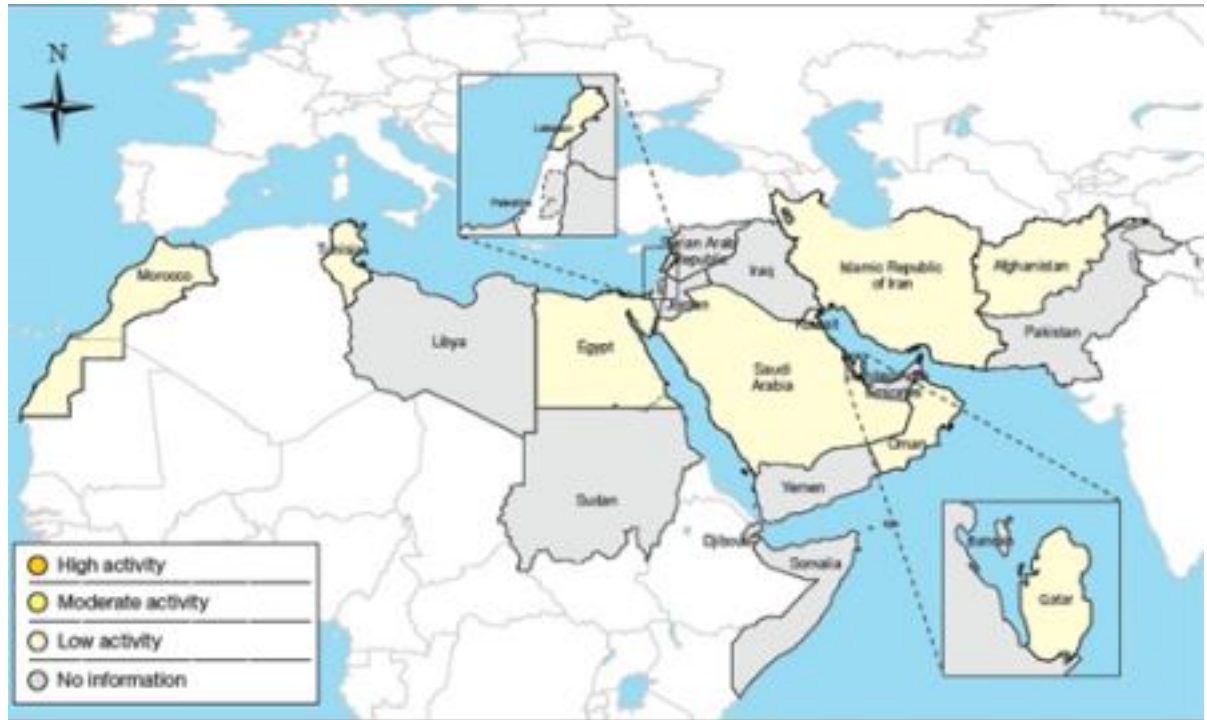 N
Lebanon
Palestine
Syrian Arab
Republic
Morocco
Tunisia
Iraq
Islamic Republic
of Iran
Afghanistan
Jordan
Kuwait
Pakistan
Libya
Egypt
Saudi
Arabia
Emirates
Oman
Sudan
Yemen
Djibouti
Somalia
Bahrain
Qatar
High activity
Moderate activity
Low activity
No information